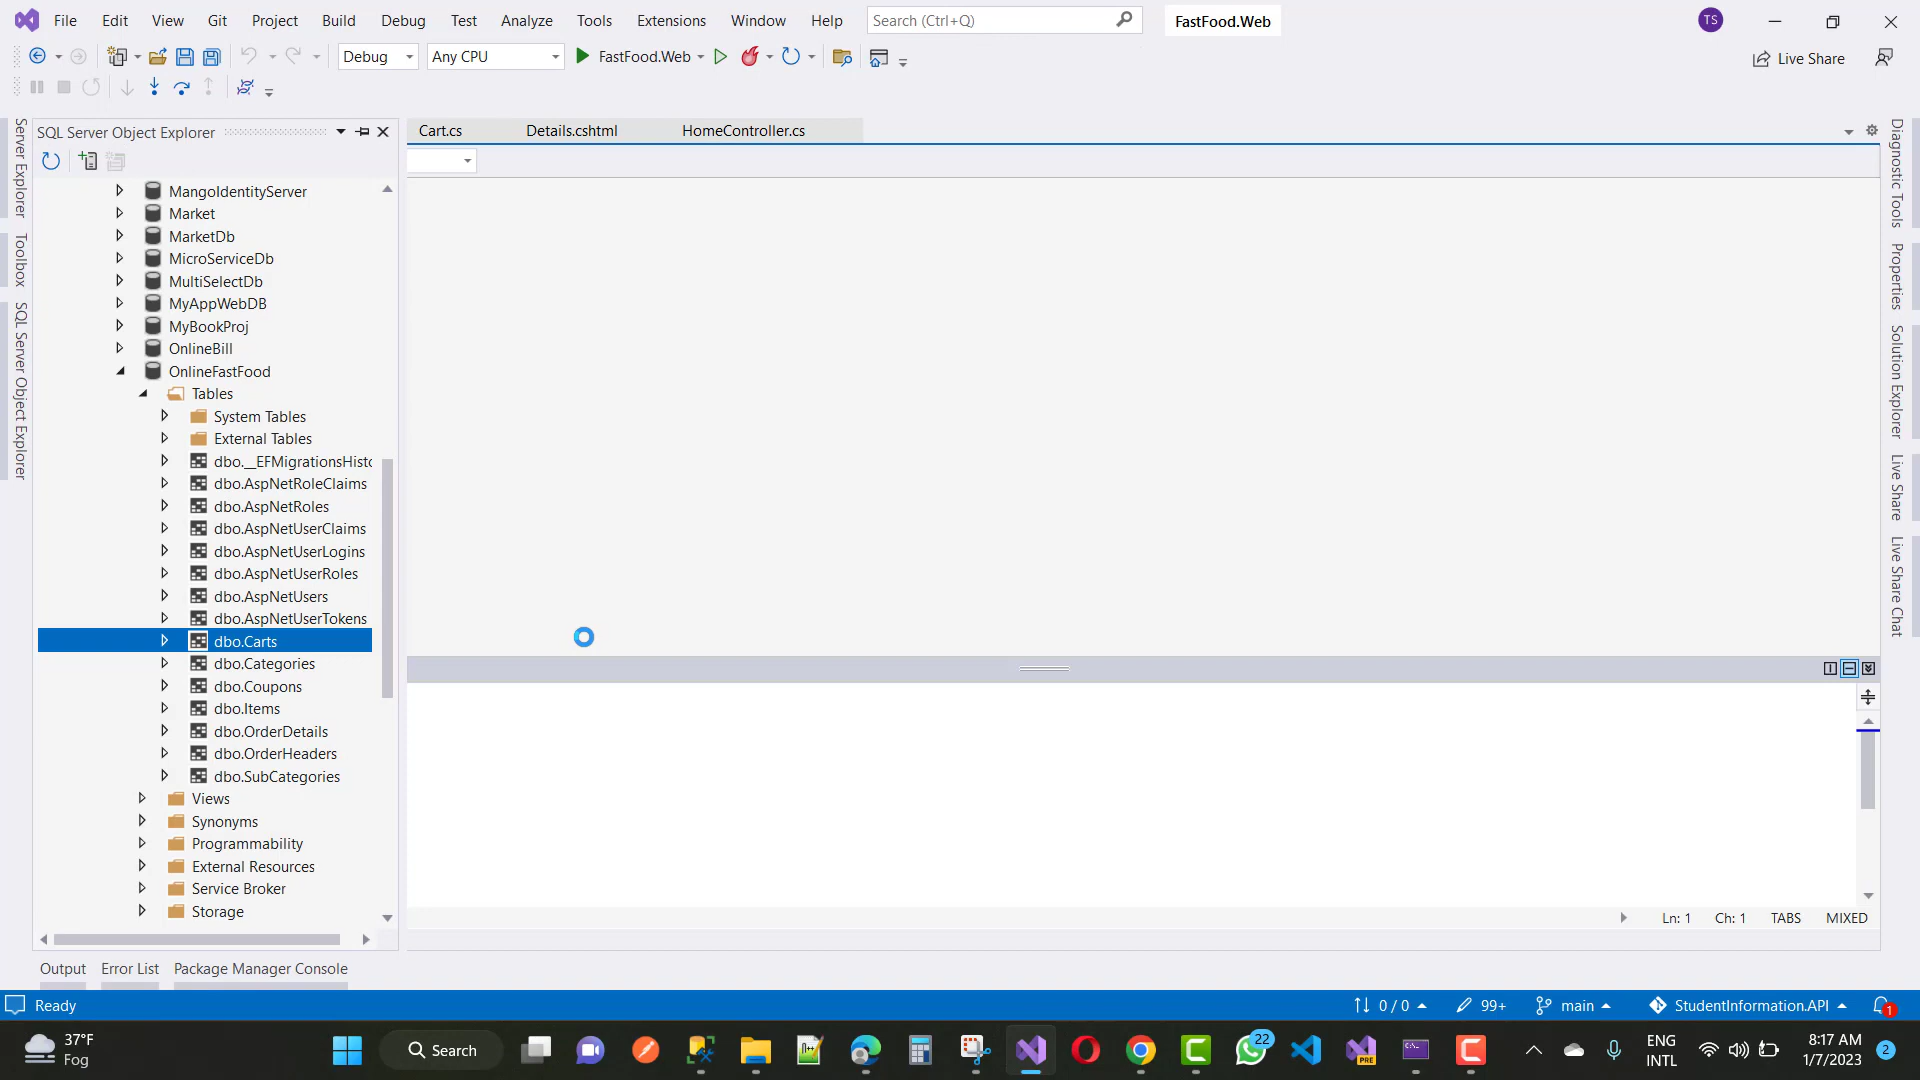 File Edit View Git Project Build Debug Test Analyze Tools Extensions Window Help Search (Ctrl+Q) FastFood.Web TS
Debug Any CPU FastFood.Web Live Share
SQL Server Object Explorer Cart.cs Details.cshtml HomeController.cs
Server Explorer
Toolbox
SQL Server Object Explorer
MangoIdentityServer
Market
MarketDb
MicroServiceDb
MultiSelectDb
MyAppWebDB
MyBookProj
OnlineBill
OnlineFastFood
Tables
System Tables
External Tables
dbo.__EFMigrationsHisto
dbo.AspNetRoleClaims
dbo.AspNetRoles
dbo.AspNetUserClaims
dbo.AspNetUserLogins
dbo.AspNetUserRoles
dbo.AspNetUsers
dbo.AspNetUserTokens
dbo.Carts
dbo.Categories
dbo.Coupons
dbo.Items
dbo.OrderDetails
dbo.OrderHeaders
dbo.SubCategories
Views
Synonyms
Programmability
External Resources
Service Broker
Storage
Diagnostic Tools
Properties
Solution Explorer
Live Share
Live Share Chat
Ln: 1 Ch: 1 TABS MIXED
Output Error List Package Manager Console
Ready 0 / 0 99+ main StudentInformation.API 1
37°F
Fog
Search
22
PRE
ENG
INTL
8:17 AM
1/7/2023
2